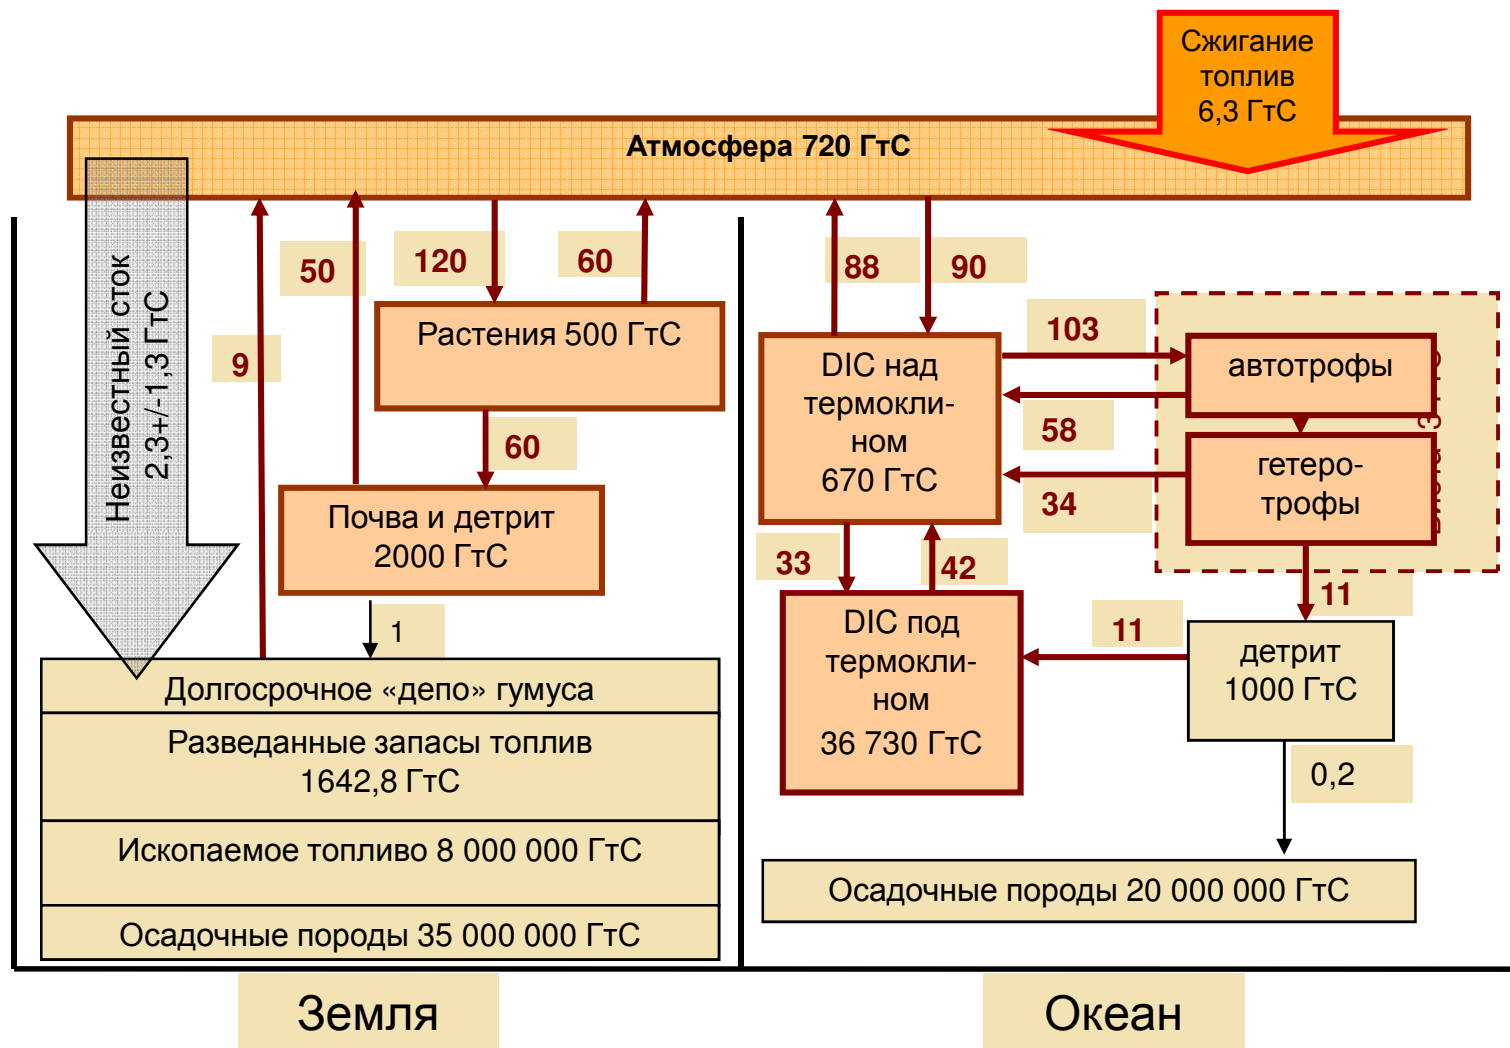 Сжигание
топлив
6,3 ГтС
Атмосфера 720 ГтС
Неизвестный сток
2,3+/-1,3 ГтС
9
50
120
60
88
90
Растения 500 ГтС
60
Почва и детрит
2000 ГтС
1
DIC над
термокли-
ном
670 ГтС
103
58
34
автотрофы
гетеро-
трофы
33
42
11
11
DIC под
термокли-
ном
36 730 ГтС
детрит
1000 ГтС
0,2
Долгосрочное «депо» гумуса
Разведанные запасы топлив
1642,8 ГтС
Ископаемое топливо 8 000 000 ГтС
Осадочные породы 35 000 000 ГтС
Осадочные породы 20 000 000 ГтС
Земля
Океан